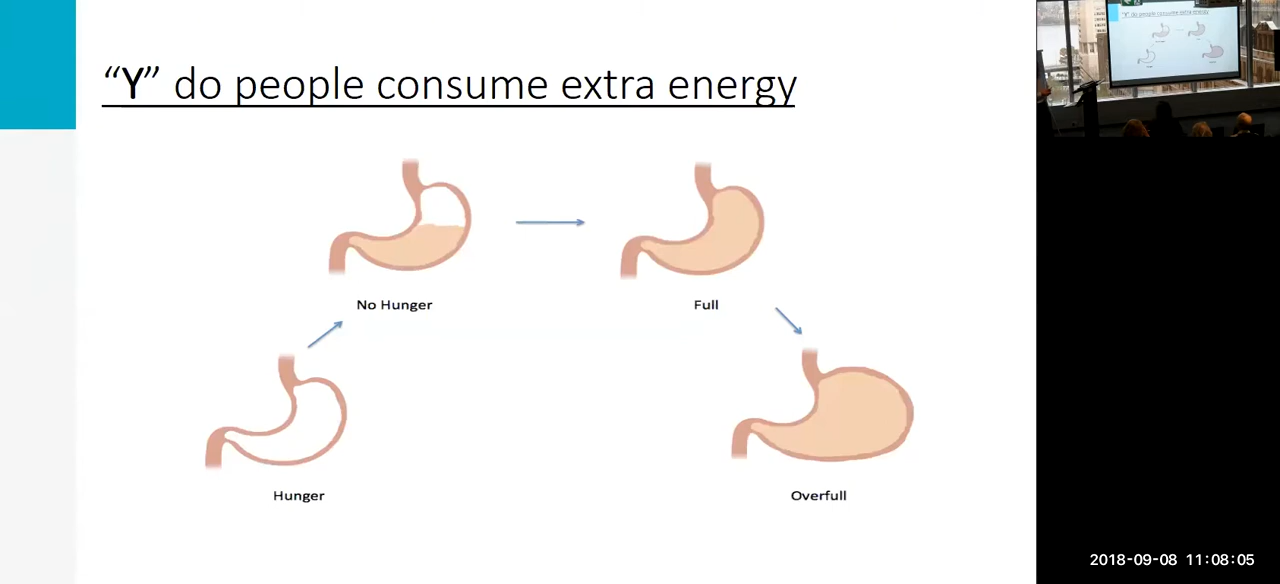 “Y” do people consume extra energy
No Hunger
Full
Hunger
Overfull
2018-09-08 11:08:05